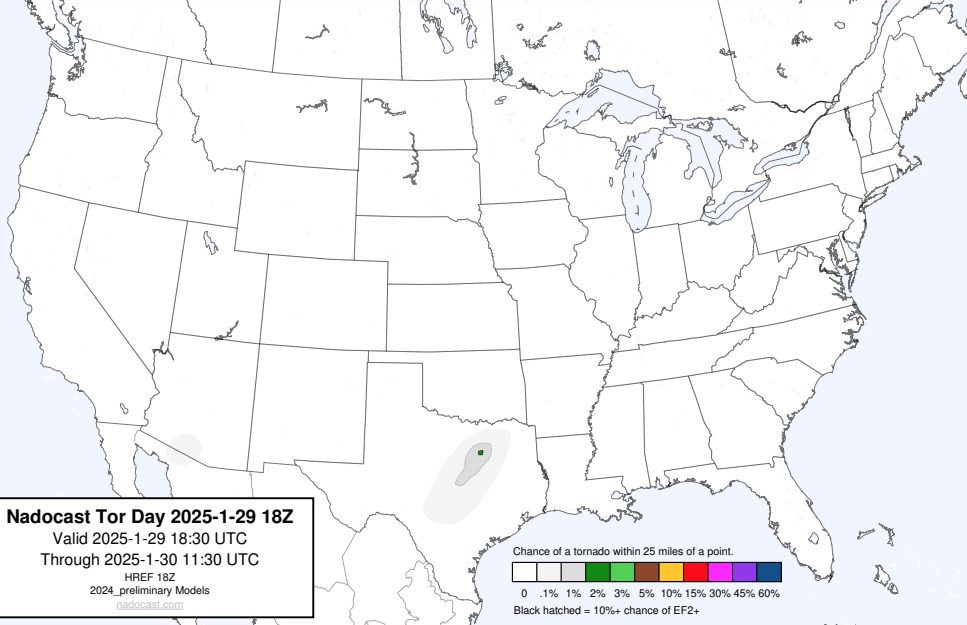 Nadocast Tor Day 2025-1-29 18Z
Valid 2025-1-29 18:30 UTC
Through 2025-1-30 11:30 UTC
HREF 18Z
2024_preliminary Models
nadocast.com
Chance of a tornado within 25 miles of a point.
0 .1% 1% 2% 3% 5% 10% 15% 30% 45% 60%
Black hatched = 10%+ chance of EF2+